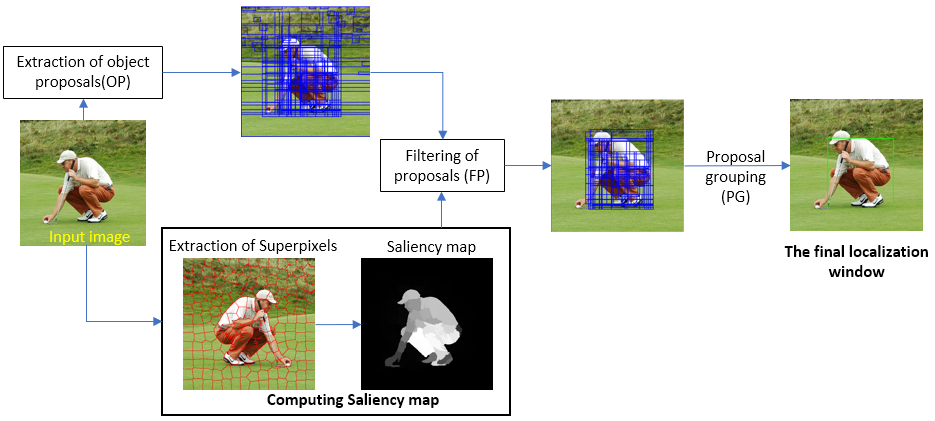 Extraction of object
proposals(OP)
Input image
Filtering of
proposals (FP)
Proposal
grouping
(PG)
The final localization
window
Extraction of Superpixels
Saliency map
Computing Saliency map